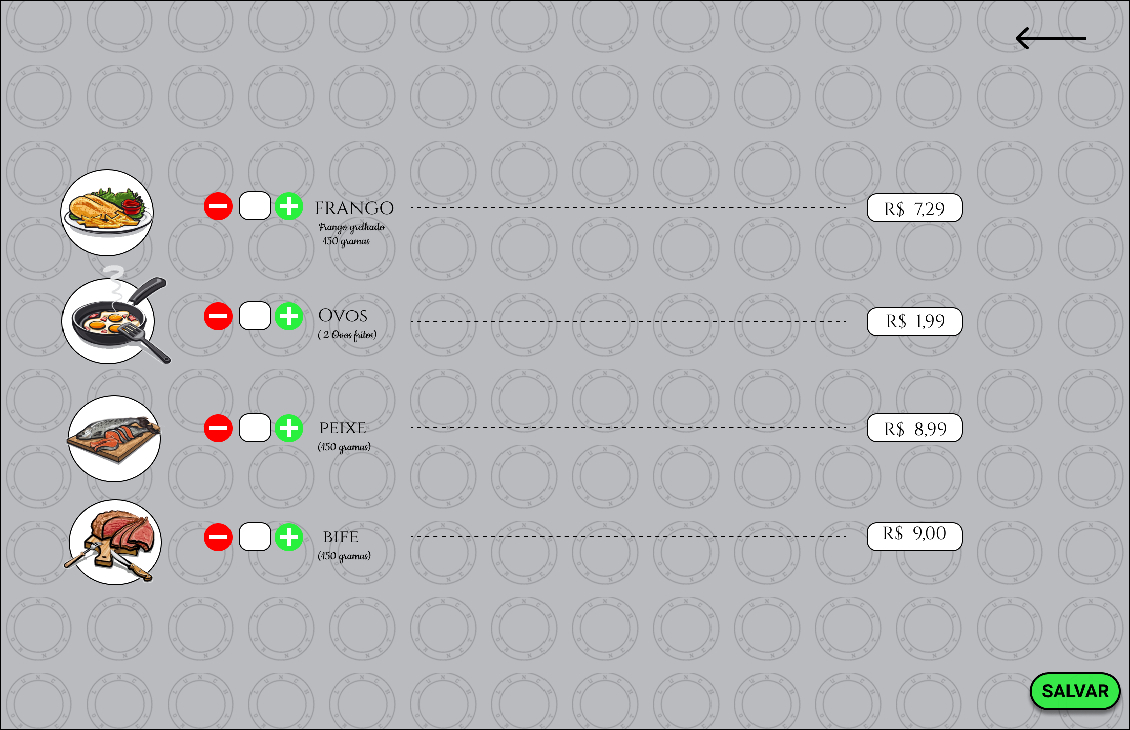 FRANGO
Frango grelhado
150 gramas
R$ 7,29
OVOS
( 2 Ovos fritos)
R$ 1,99
PEIXE
(150 gramas)
R$ 8,99
BIFE
(150 gramas)
R$ 9,00
SALVAR